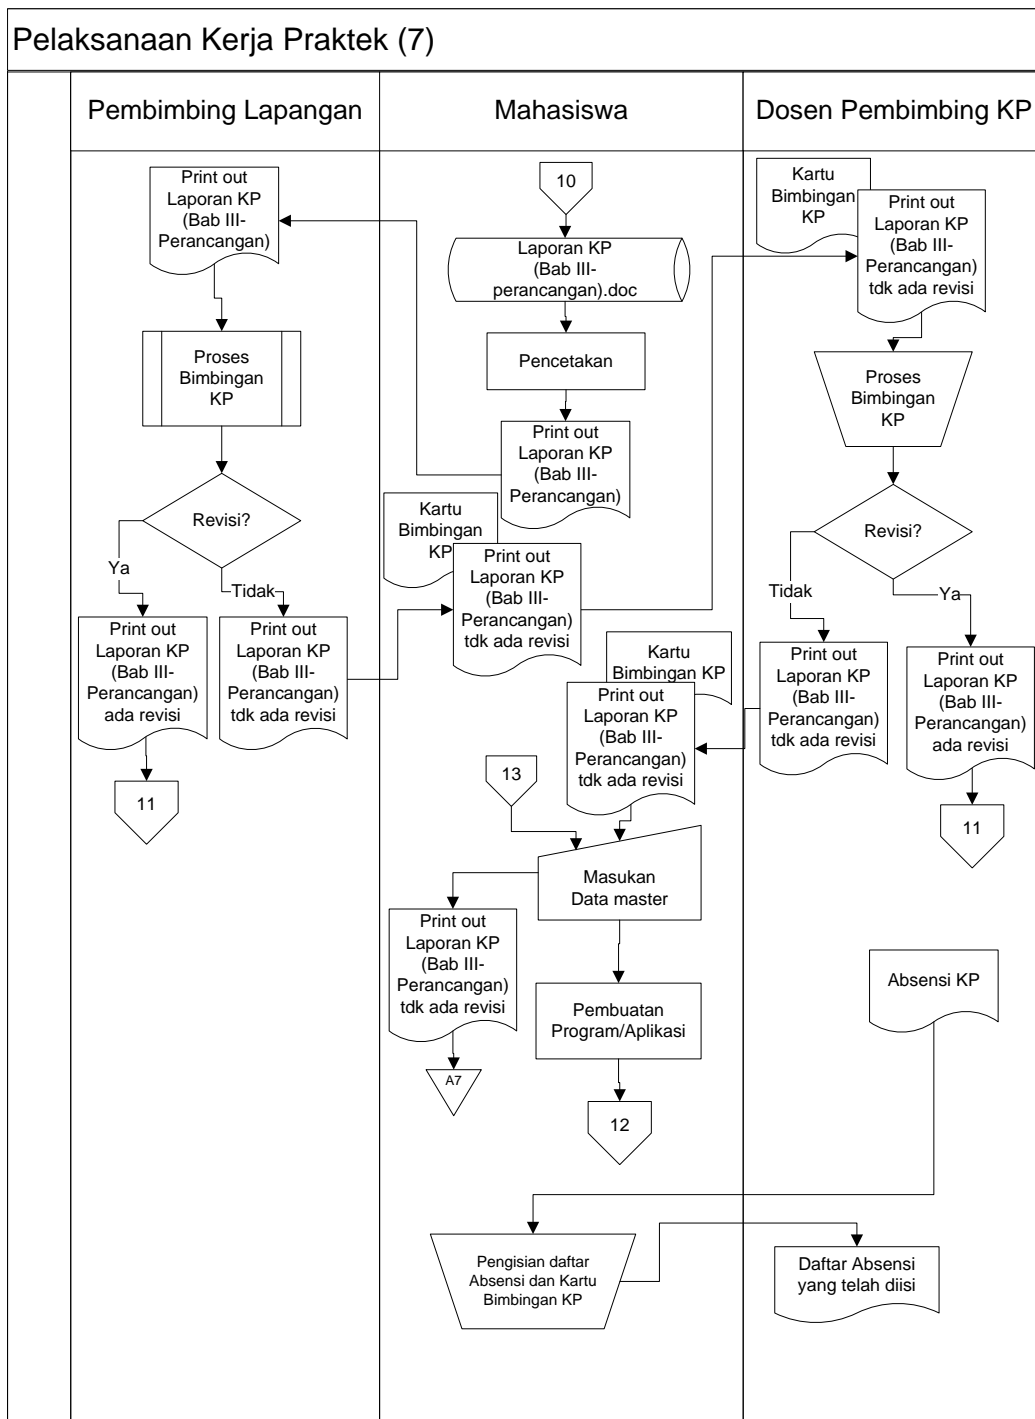 Pelaksanaan Kerja Praktek (7)
Pembimbing Lapangan
Mahasiswa
Dosen Pembimbing KP
Print out
Laporan KP
(Bab III-
Perancangan)
Proses
Bimbingan
KP
Revisi?
Ya
Tidak
Print out
Laporan KP
(Bab III-
Perancangan)
ada revisi
Print out
Laporan KP
(Bab III-
Perancangan)
tdk ada revisi
11
10
Laporan KP
(Bab III-
perancangan).doc
Pencetakan
Print out
Laporan KP
(Bab III-
Perancangan)
Kartu
Bimbingan
KP
Print out
Laporan KP
(Bab III-
Perancangan)
tdk ada revisi
Kartu
Bimbingan KP
Print out
Laporan KP
(Bab III-
Perancangan)
tdk ada revisi
13
Masukan
Data master
Print out
Laporan KP
(Bab III-
Perancangan)
tdk ada revisi
A7
Pembuatan
Program/Aplikasi
12
Pengisian daftar
Absensi dan Kartu
Bimbingan KP
Kartu
Bimbingan
KP
Print out
Laporan KP
(Bab III-
Perancangan)
tdk ada revisi
Proses
Bimbingan
KP
Revisi?
Tidak
Ya
Print out
Laporan KP
(Bab III-
Perancangan)
tdk ada revisi
Print out
Laporan KP
(Bab III-
Perancangan)
ada revisi
11
Absensi KP
Daftar Absensi
yang telah diisi